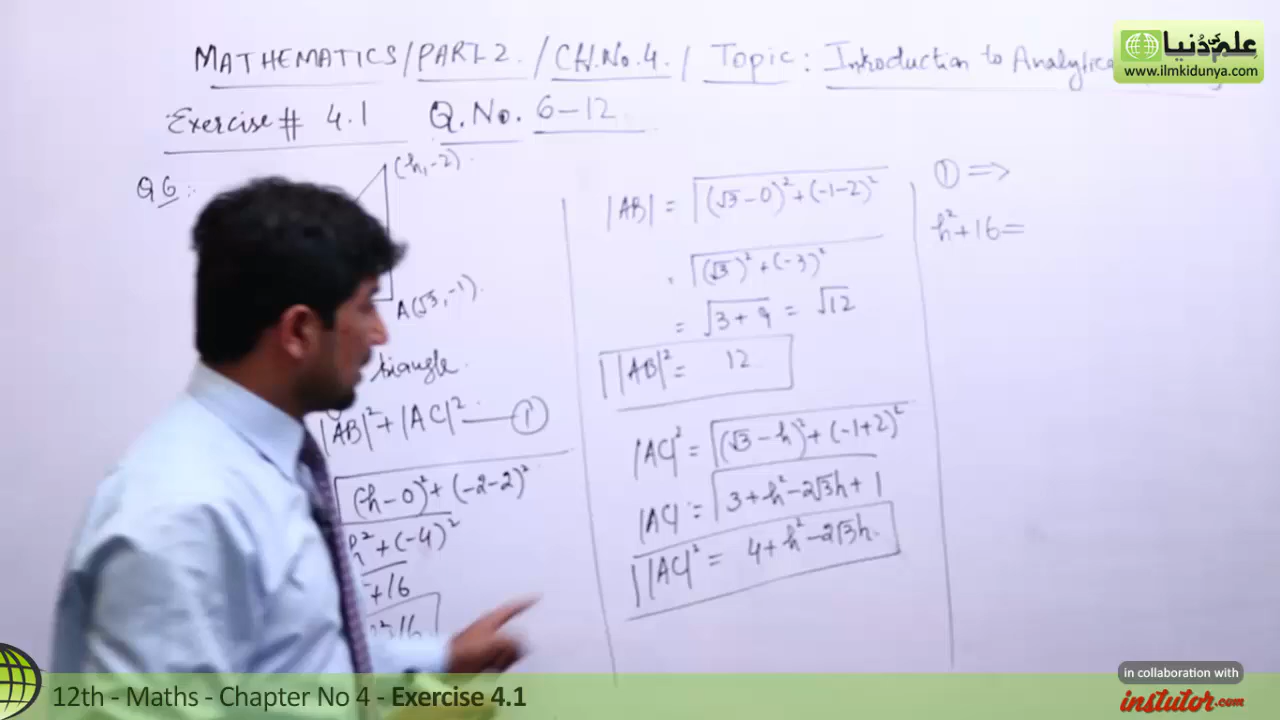 MATHEMATICS/PART 2 /CH.No.4 / Topic: Introduction to Analytical
علم کی دُنیا
www.ilmkidunya.com
Exercise# 4.1 Q.No. 6-12
Q6:
(h,-2)
A(√3,-1).
triangle.
|AB|²+|AC|² —— ①
√(h-0)²+(-2-2)²
h²+(-4)²
+16
|AB| = √(√3-0)²+(-1-2)²
= √(√3)²+(-3)²
= √3+9 = √12
|AB|² = 12
|AC|² = √(√3-h)²+(-1+2)²
|AC| = √3+h²-2√3h+1
|AC|² = 4+h²-2√3h.
① ⇒
h²+16=
12th - Maths - Chapter No 4 - Exercise 4.1
in collaboration with
instutor.com